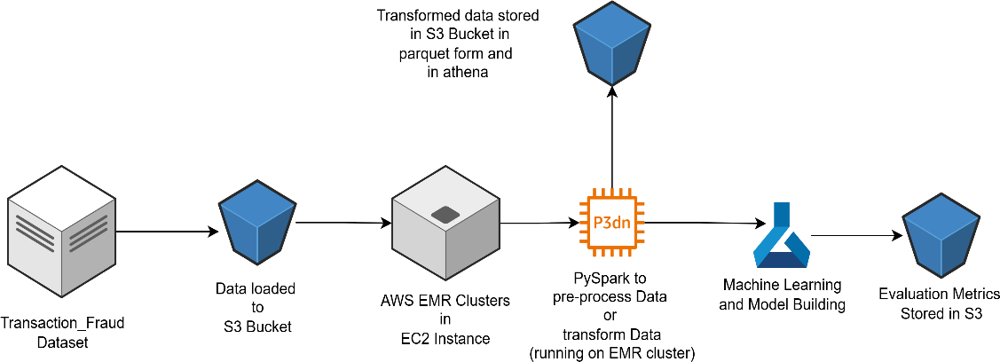 Transformed data stored
in S3 Bucket in
parquet form and
in athena
Transaction_Fraud
Dataset
Data loaded
to
S3 Bucket
AWS EMR Clusters
in
EC2 Instance
P3dn
PySpark to
pre-process Data
or
transform Data
(running on EMR cluster)
Machine Learning
and Model Building
Evaluation Metrics
Stored in S3